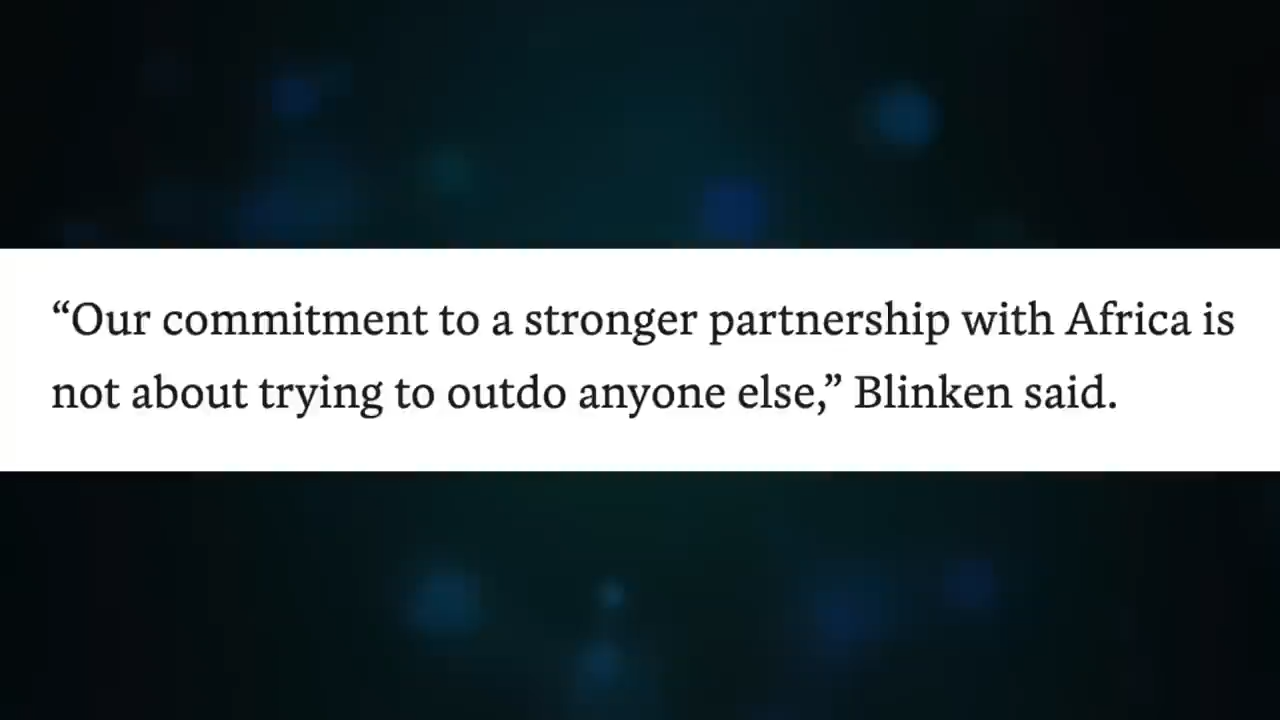 “Our commitment to a stronger partnership with Africa is
not about trying to outdo anyone else,” Blinken said.